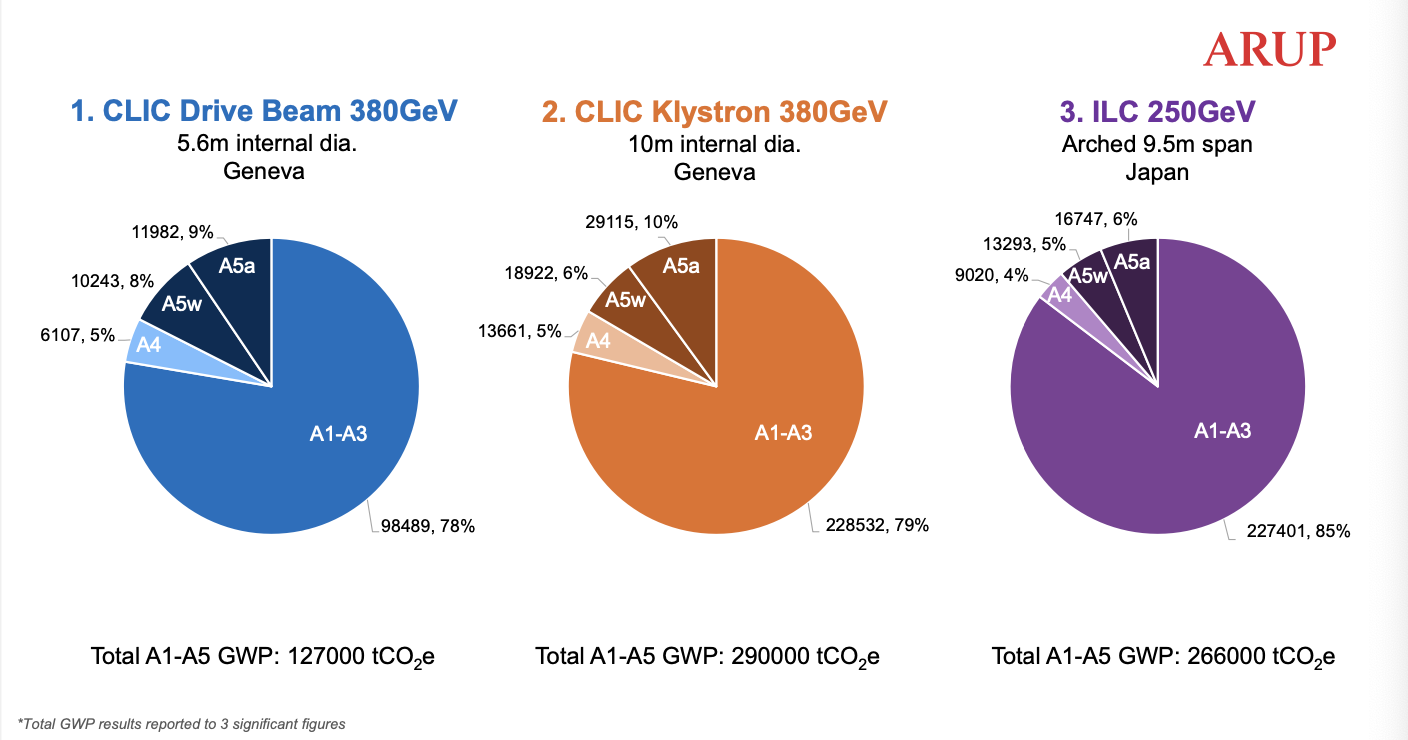 ARUP
1. CLIC Drive Beam 380GeV
5.6m internal dia.
Geneva
11982, 9%
10243, 8%
6107, 5%
A5a
A5w
A4
A1-A3
98489, 78%
Total A1-A5 GWP: 127000 tCO₂e
2. CLIC Klystron 380GeV
10m internal dia.
Geneva
29115, 10%
18922, 6%
13661, 5%
A5a
A5w
A4
A1-A3
228532, 79%
Total A1-A5 GWP: 290000 tCO₂e
3. ILC 250GeV
Arched 9.5m span
Japan
16747, 6%
13293, 5%
9020, 4%
A5a
A5w
A4
A1-A3
227401, 85%
Total A1-A5 GWP: 266000 tCO₂e
*Total GWP results reported to 3 significant figures